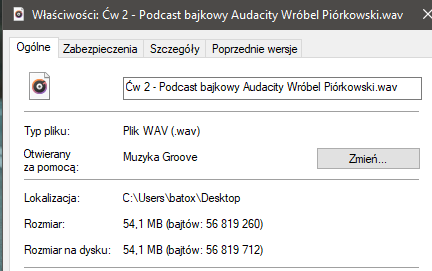 Właściwości: Ćw 2 - Podcast bajkowy Audacity Wróbel Piórkowski.wav
Ogólne Zabezpieczenia Szczegóły Poprzednie wersje
Ćw 2 - Podcast bajkowy Audacity Wróbel Piórkowski.wav
Typ pliku: Plik WAV (.wav)
Otwierany za pomocą: Muzyka Groove Zmień...
Lokalizacja: C:\Users\batox\Desktop
Rozmiar: 54,1 MB (bajtów: 56 819 260)
Rozmiar na dysku: 54,1 MB (bajtów: 56 819 712)